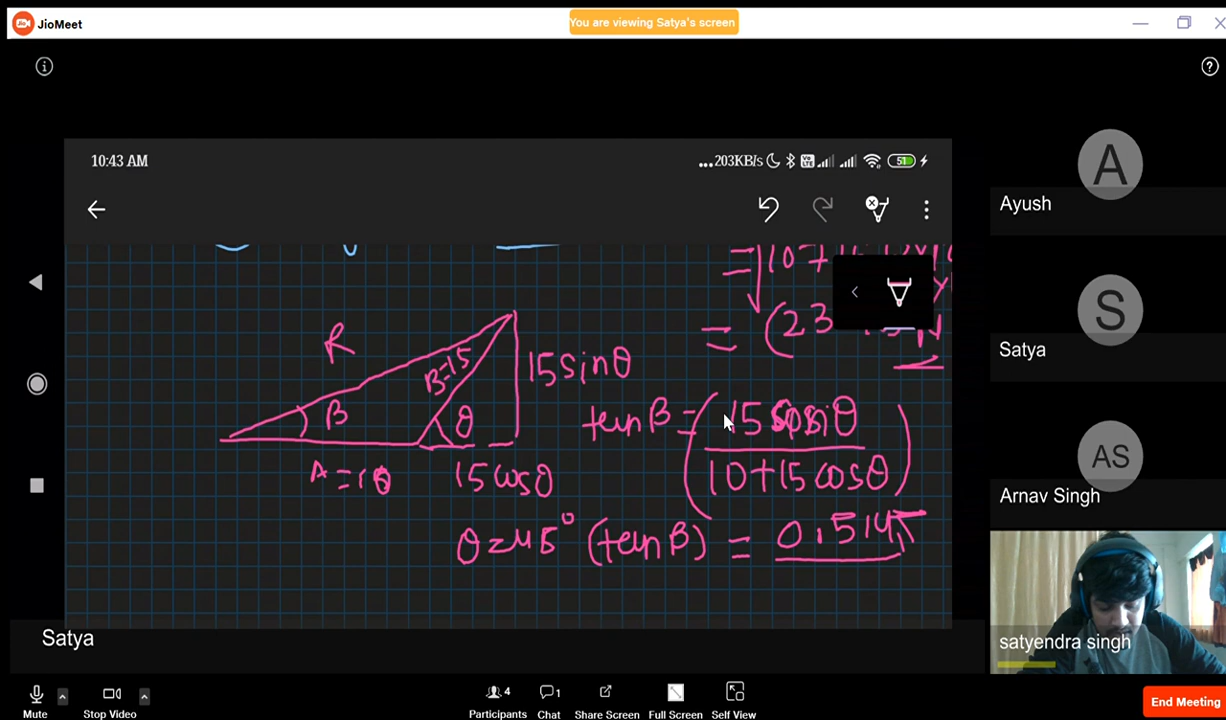 JioMeet
You are viewing Satya's screen
10:43 AM
...203KB/s
51
R
B=15
15sinθ
β
θ
A=10
15cosθ
tanβ=
10+15cosθ
θ=45° (tanβ) = 0.5145
Satya
A
Ayush
S
Satya
AS
Arnav Singh
satyendra singh
Mute
Stop Video
4
Participants
1
Chat
Share Screen
Full Screen
Self View
End Meeting